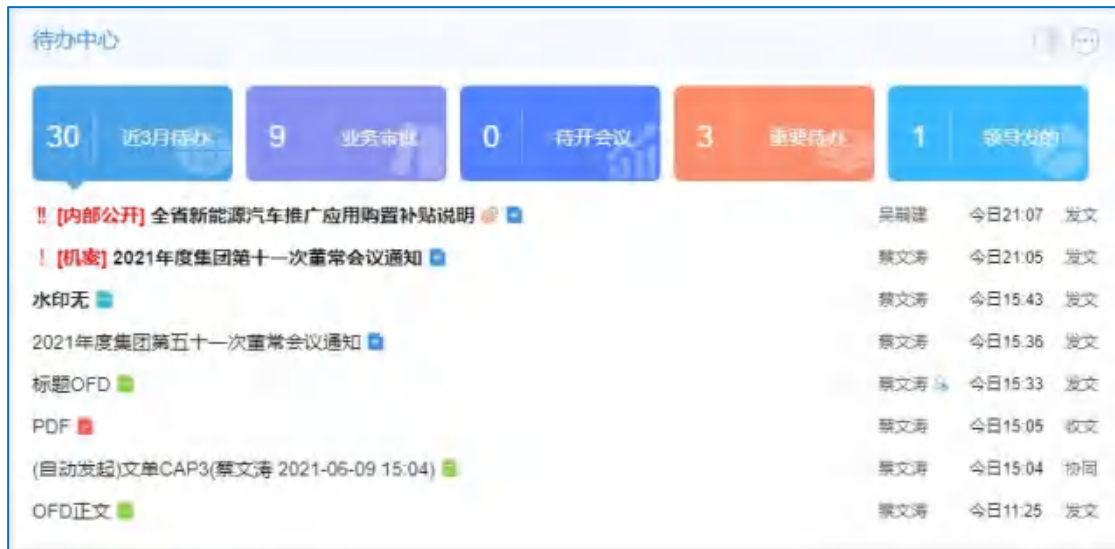 待办中心
30 近3月待办 9 业务审批 0 待开会议 3 重要待办 1 领导发的
!! [内部公开] 全省新能源汽车推广应用购置补贴说明 今日21:07 发文
! [机密] 2021年度集团第十一次董常会议通知 蔡文涛 今日21:05 发文
水印无 蔡文涛 今日15:43 发文
2021年度集团第五十一次董常会议通知 蔡文涛 今日15:36 发文
标题OFD 蔡文涛 今日15:33 发文
PDF 蔡文涛 今日15:05 收文
(自动发起)文单CAP3(蔡文涛 2021-06-09 15:04) 蔡文涛 今日15:04 协同
OFD正文 蔡文涛 今日11:25 发文